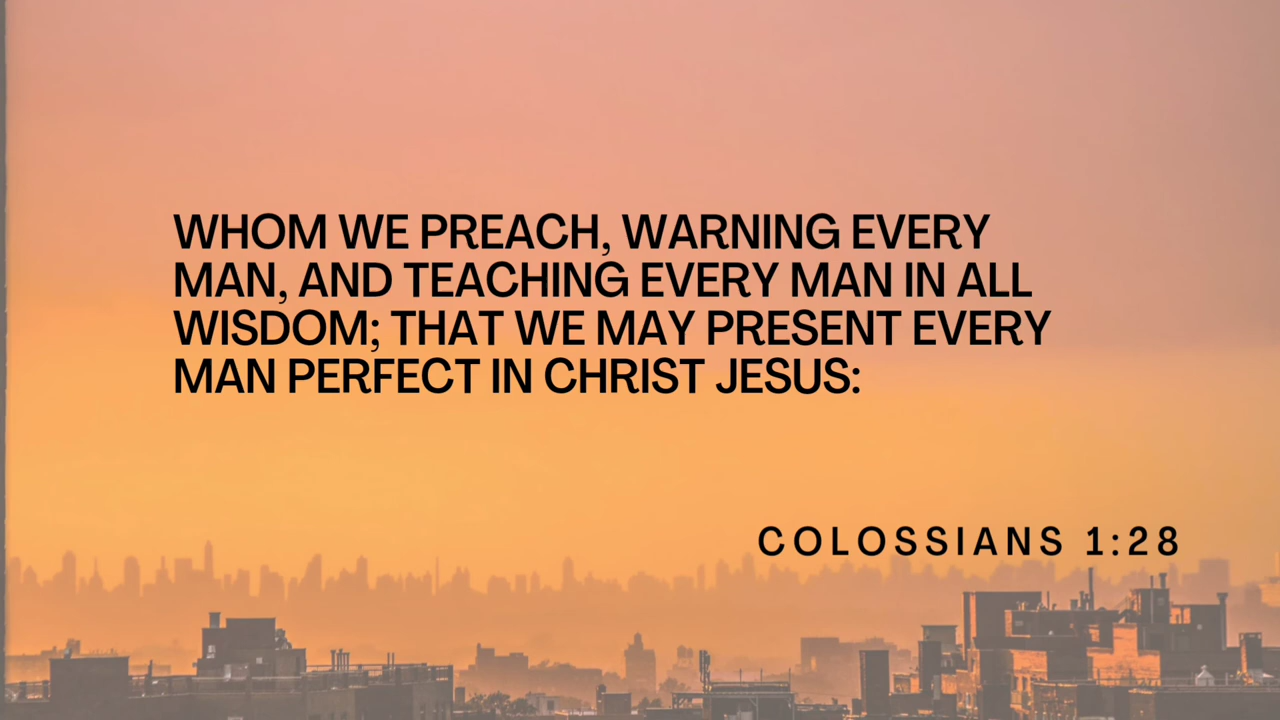 WHOM WE PREACH, WARNING EVERY
MAN, AND TEACHING EVERY MAN IN ALL
WISDOM; THAT WE MAY PRESENT EVERY
MAN PERFECT IN CHRIST JESUS:
COLOSSIANS 1:28